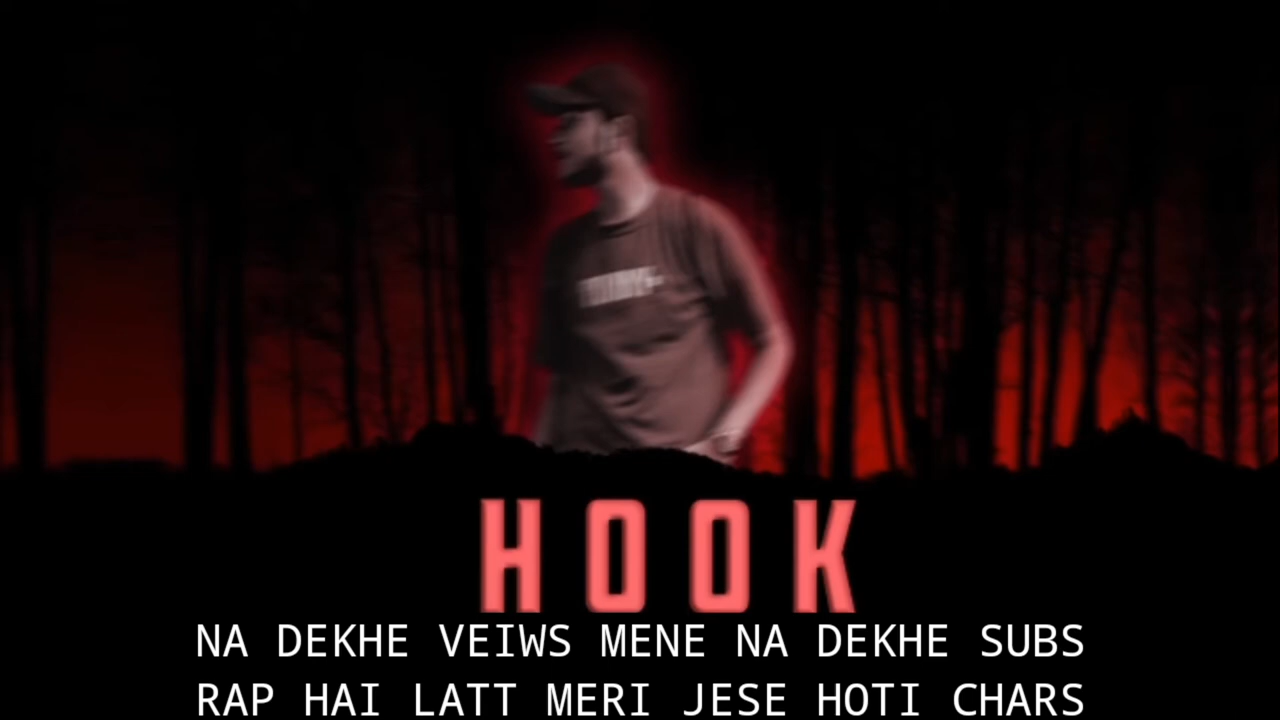 HOOK
NA DEKHE VEIWS MENE NA DEKHE SUBS
RAP HAI LATT MERI JESE HOTI CHARS